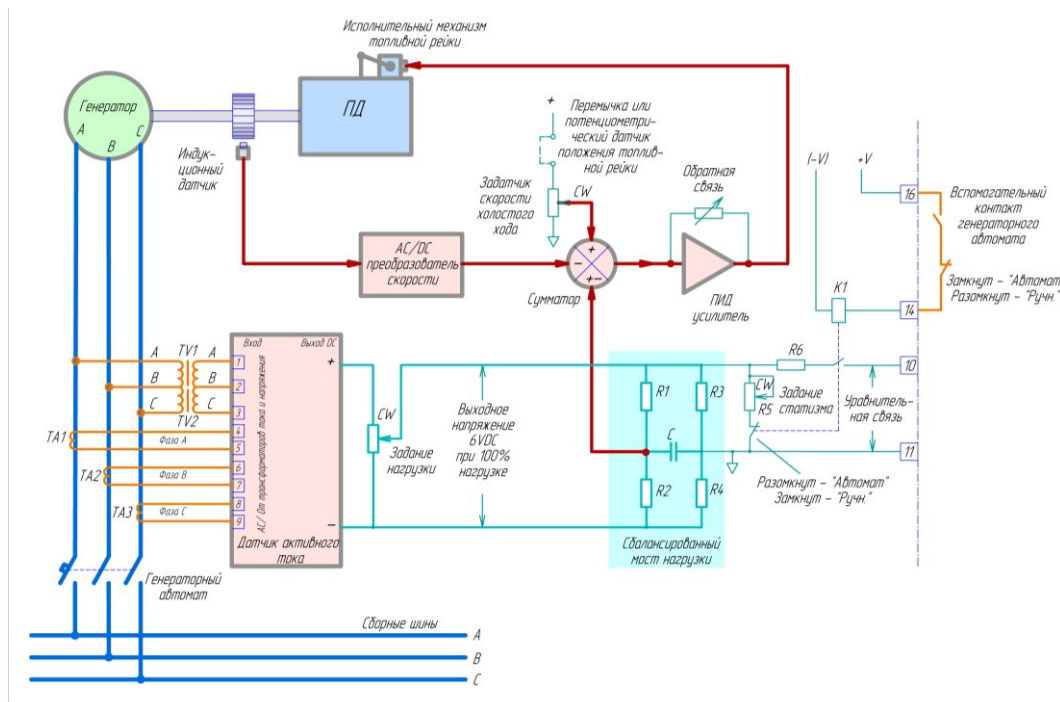 Исполнительный механизм
топливной рейки
Генератор
A
B
C
ПД
Индук-
ционный
датчик
+
Перемычка или
потенциометри-
ческий датчик
положения топлив-
ной рейки
Задатчик
скорости
холостого
хода
CW
Обратная
связь
(-V)
+V
16
Вспомогательный
контакт
генераторного
автомата
AC/DC
преобразователь
скорости
+
-
+-
Сумматор
ПИД
усилитель
K1
14
Замкнут - "Автомат"
Разомкнут - "Ручн."
Вход
Выход DC
A
TV1
A
1
+
B
B
2
C
C
3
TV2
TA1
Фаза A
4
5
TA2
Фаза B
6
7
TA3
Фаза C
8
9
AC/ От трансформаторов тока и напряжения
-
Датчик активного
тока
CW
Задание
нагрузки
Выходное
напряжение
6VDC
при 100%
нагрузке
R1
R3
C
R2
R4
Сбалансированный
мост нагрузки
R6
10
CW
R5
Задание
статизма
Уравнитель-
ная связь
11
Разомкнут - "Автомат"
Замкнут - "Ручн."
Генераторный
автомат
Сборные шины
A
B
C